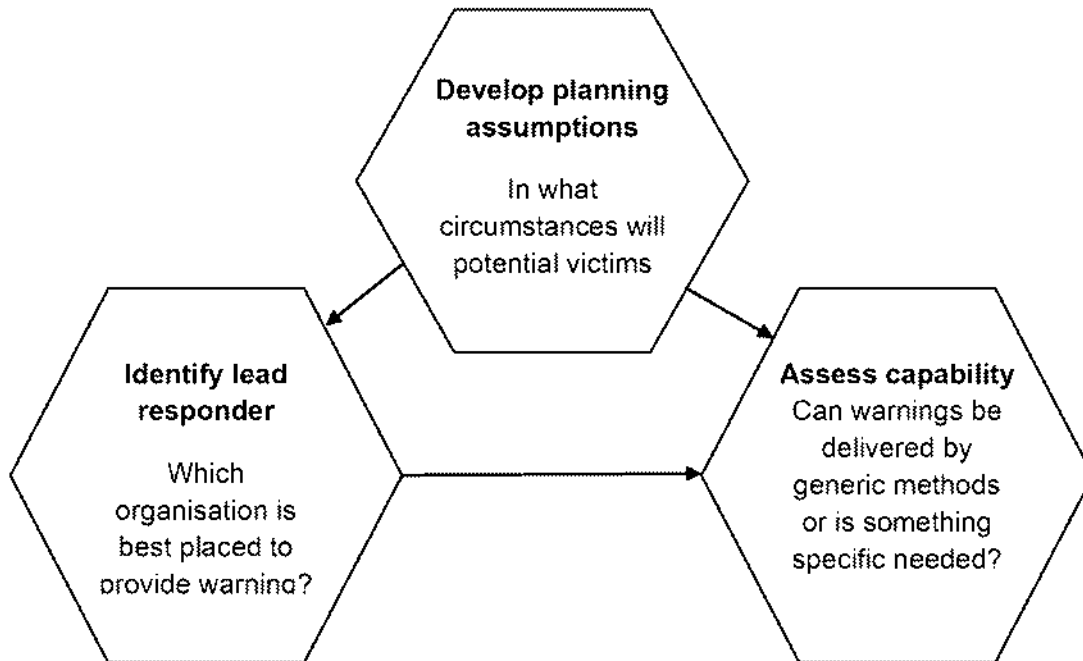 Develop planning
assumptions
In what
circumstances will
potential victims
Identify lead
responder
Which
organisation is
best placed to
provide warning?
Assess capability
Can warnings be
delivered by
generic methods
or is something
specific needed?